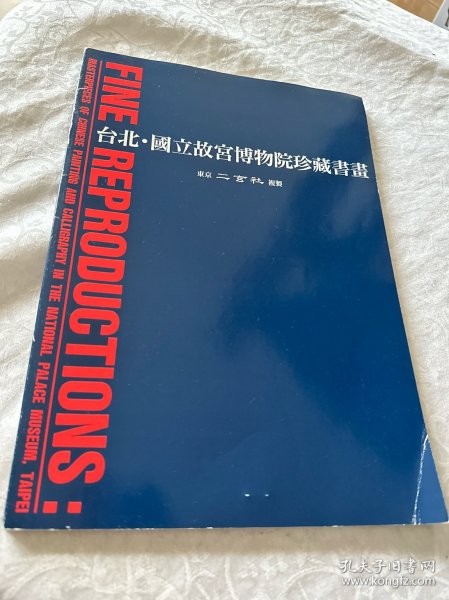 台北·國立故宮博物院珍藏書畫
東京 二玄社 複製
FINE REPRODUCTIONS:
MASTERPIECES OF CHINESE PAINTING AND CALLIGRAPHY IN THE NATIONAL PALACE MUSEUM, TAIPEI
孔夫子旧书网
www.kongfz.com